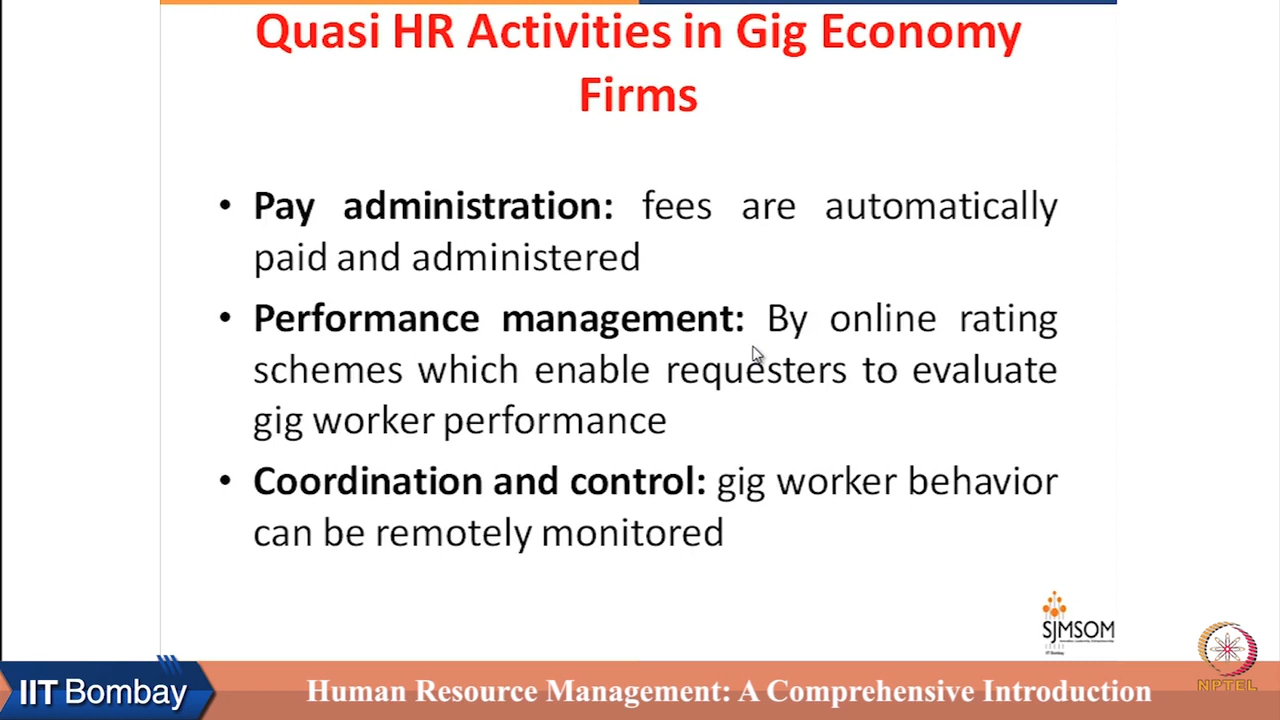 Quasi HR Activities in Gig Economy
Firms
• Pay administration: fees are automatically
paid and administered
• Performance management: By online rating
schemes which enable requesters to evaluate
gig worker performance
• Coordination and control: gig worker behavior
can be remotely monitored
SJMSOM
IIT Bombay
NPTEL
IIT Bombay
Human Resource Management: A Comprehensive Introduction